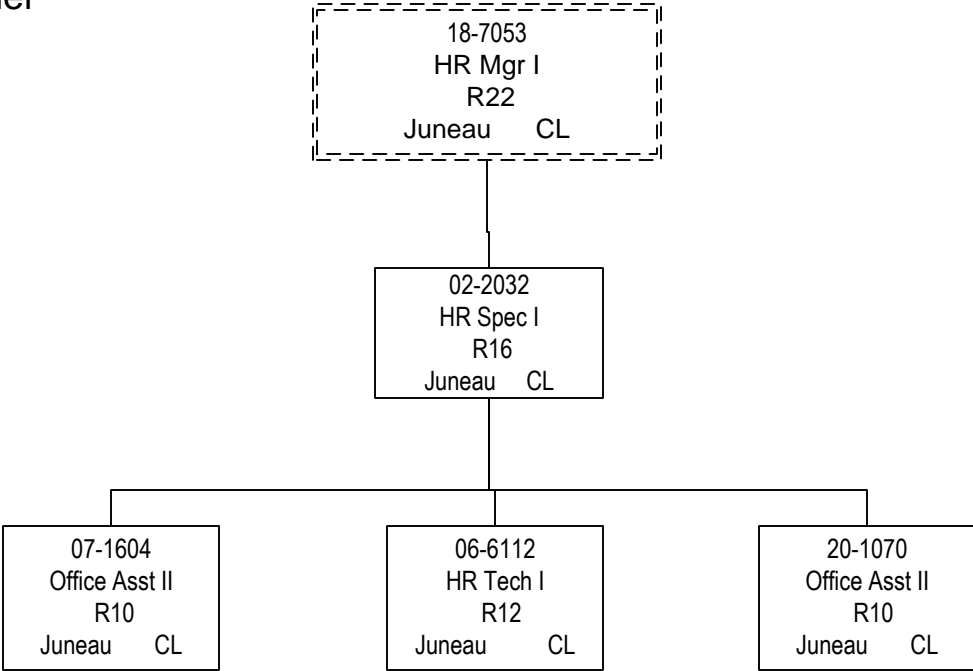 18-7053
HR Mgr I
R22
Juneau CL
02-2032
HR Spec I
R16
Juneau CL
07-1604
Office Asst II
R10
Juneau CL
06-6112
HR Tech I
R12
Juneau CL
20-1070
Office Asst II
R10
Juneau CL